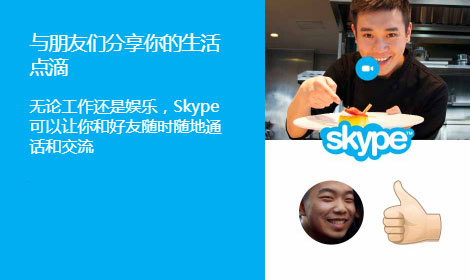 与朋友们分享你的生活
点滴
无论工作还是娱乐，Skype
可以让你和好友随时随地通
话和交流
skype™